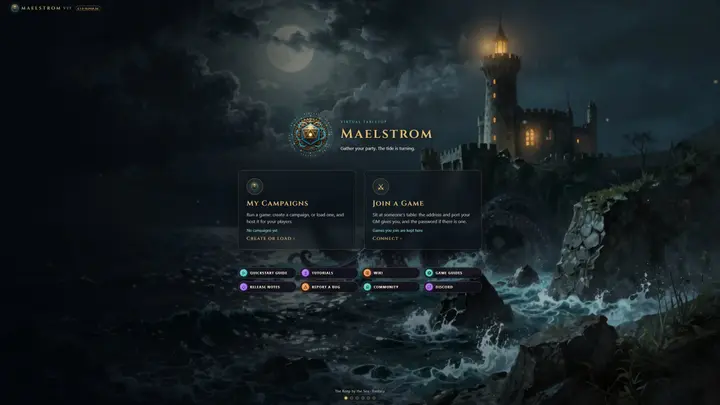 MAELSTROM VTT
VIRTUAL TABLETOP
MAELSTROM
Gather your party. The tide is turning.
MY CAMPAIGNS
Run a game: create a campaign, or load one, and
host it for your players.
No campaigns yet
CREATE OR LOAD ›
JOIN A GAME
Sit at someone's table: the address and port your
GM gives you, and the password if there is one.
Games you join are kept here
CONNECT ›
QUICKSTART GUIDE
TUTORIALS
WIKI
GAME GUIDES
RELEASE NOTES
REPORT A BUG
COMMUNITY
DISCORD
The Keep by the Sea · Fantasy